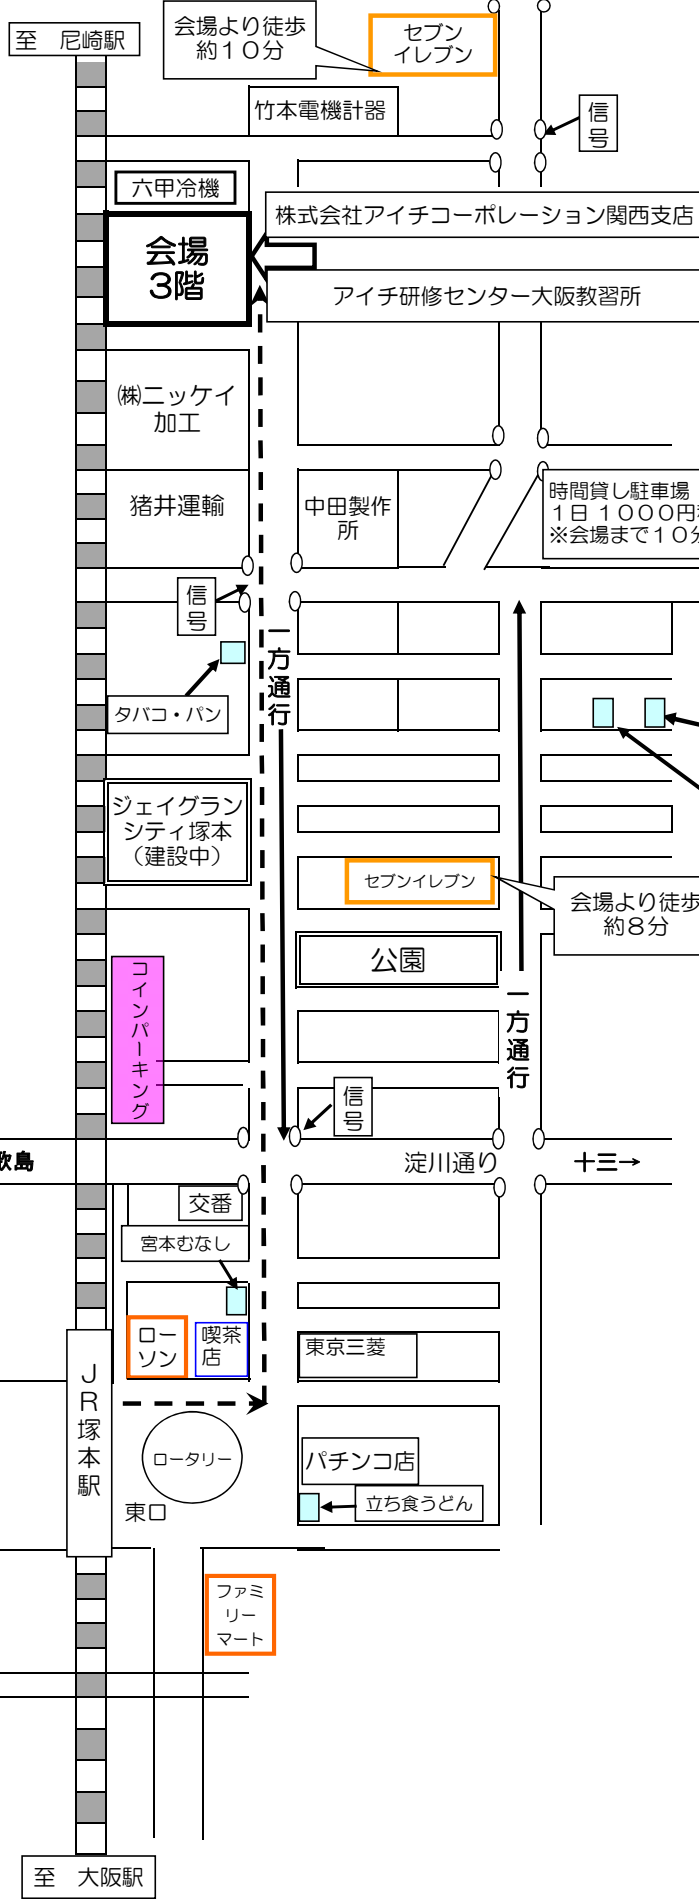 至　尼崎駅
会場より徒歩
約１０分
セブン
イレブン
竹本電機計器
信
号
六甲冷機
株式会社アイチコーポレーション関西支店
会場
３階
アイチ研修センター大阪教習所
㈱ニッケイ
加工
猪井運輸
中田製作
所
時間貸し駐車場
１日 １０００円
※会場まで１０分
信
号
一方通行
タバコ・パン
ジェイグラン
シティ塚本
（建設中）
セブンイレブン
会場より徒歩
約８分
公園
コインパーキング
一方通行
信
号
歌島
淀川通り
十三→
交番
宮本むなし
ロー
ソン
喫茶
店
東京三菱
ＪＲ塚本駅
ロータリー
パチンコ店
立ち食うどん
東口
ファミ
リー
マート
至　大阪駅